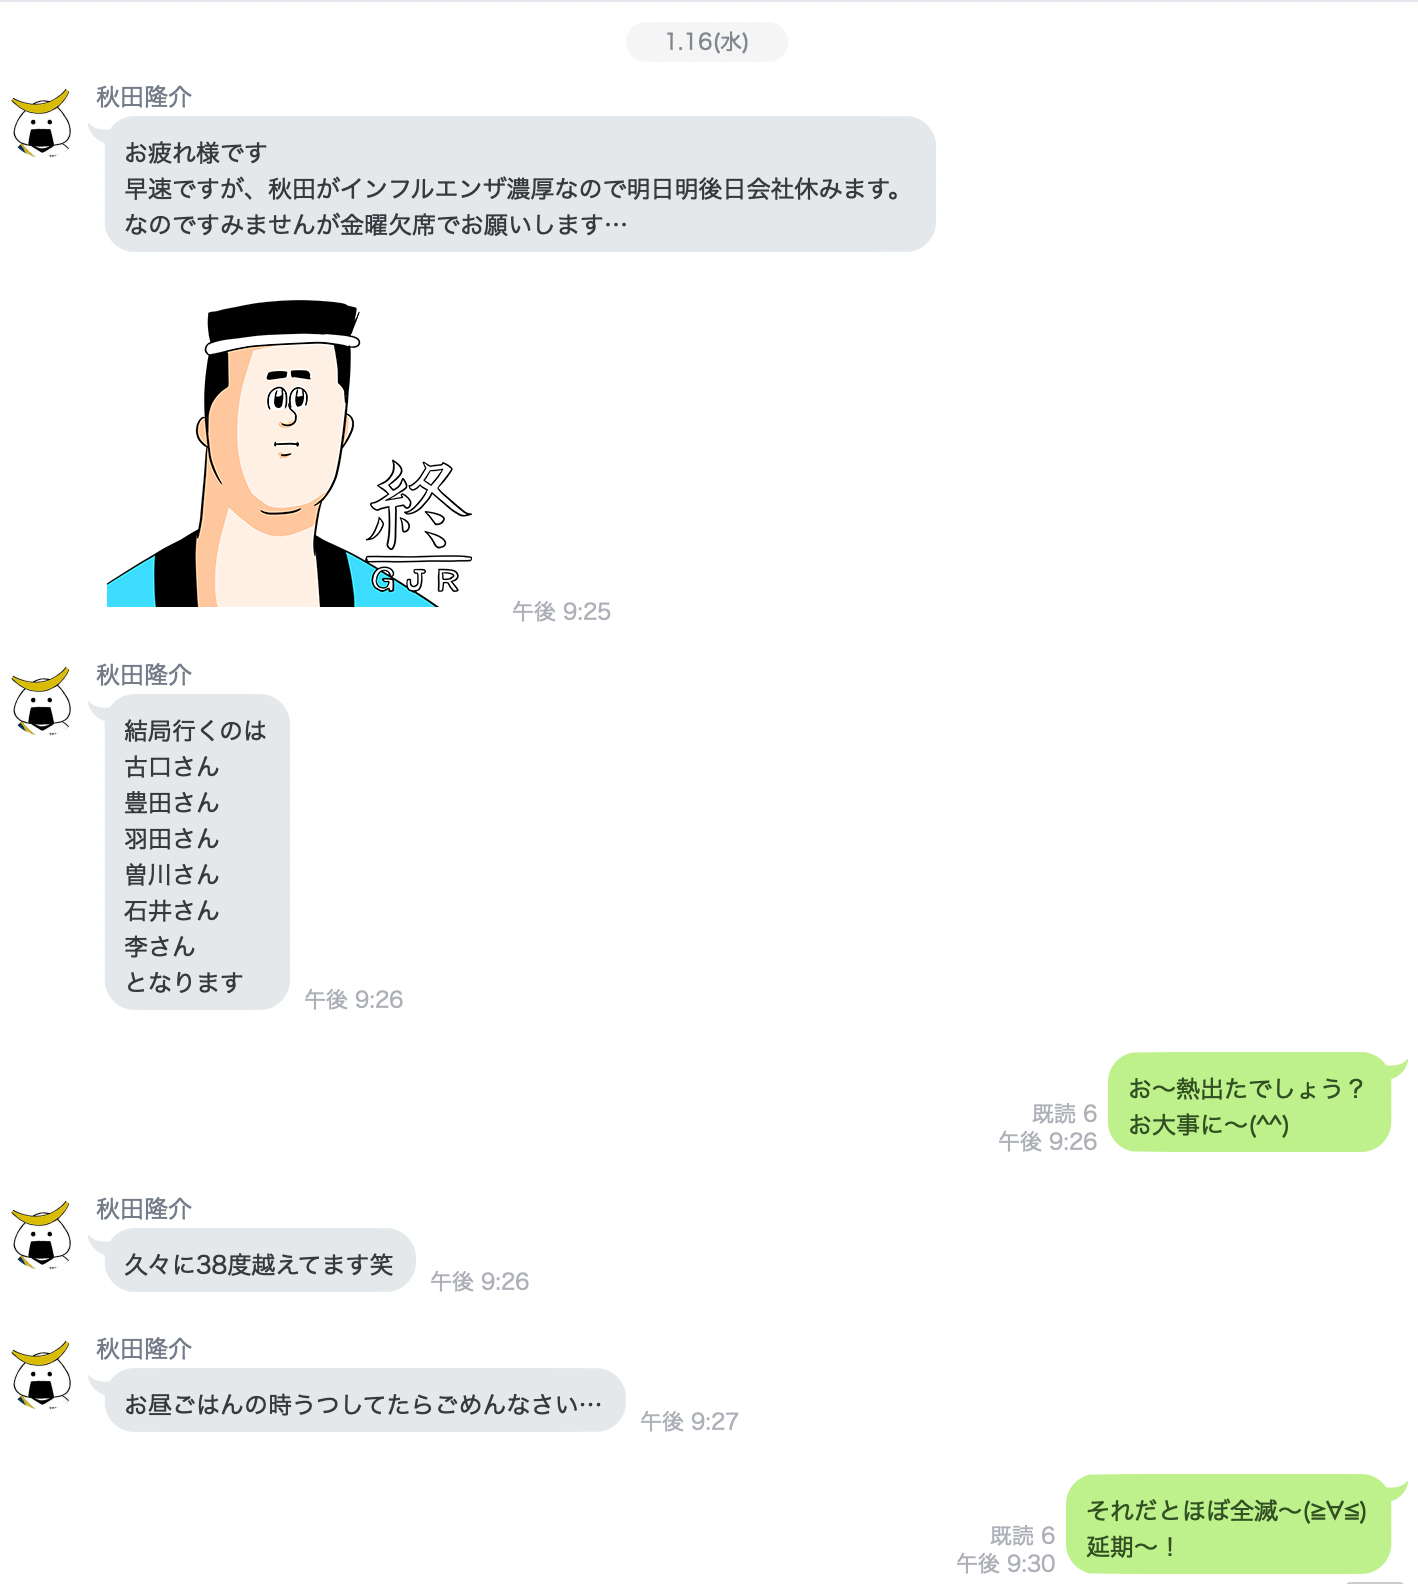 1.16(水)
秋田隆介
お疲れ様です
早速ですが、秋田がインフルエンザ濃厚なので明日明後日会社休みます。
なのですみませんが金曜欠席でお願いします…
終
GJR
午後 9:25
秋田隆介
結局行くのは
古口さん
豊田さん
羽田さん
曽川さん
石井さん
李さん
となります
午後 9:26
お〜熱出たでしょう？
お大事に〜(^^)
既読 6
午後 9:26
秋田隆介
久々に38度越えてます笑
午後 9:26
秋田隆介
お昼ごはんの時うつしてたらごめんなさい…
午後 9:27
それだとほぼ全滅〜(≧∀≦)
延期〜！
既読 6
午後 9:30